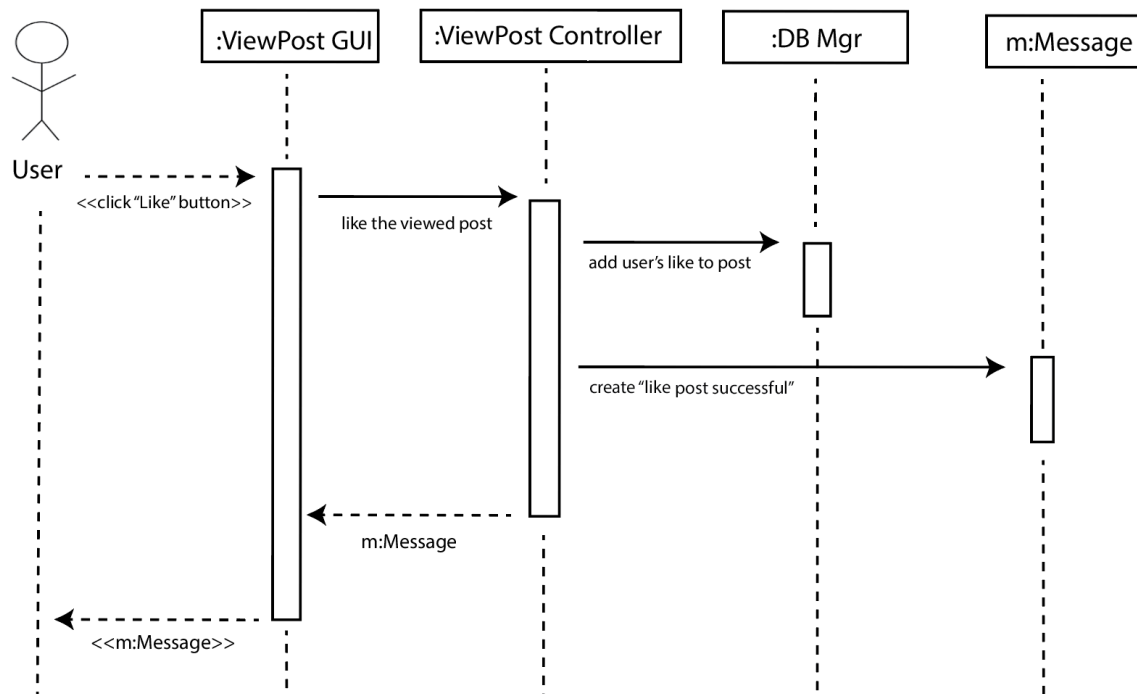 :ViewPost GUI
:ViewPost Controller
:DB Mgr
m:Message
User
<<click “Like” button>>
like the viewed post
add user’s like to post
create “like post successful”
m:Message
<<m:Message>>